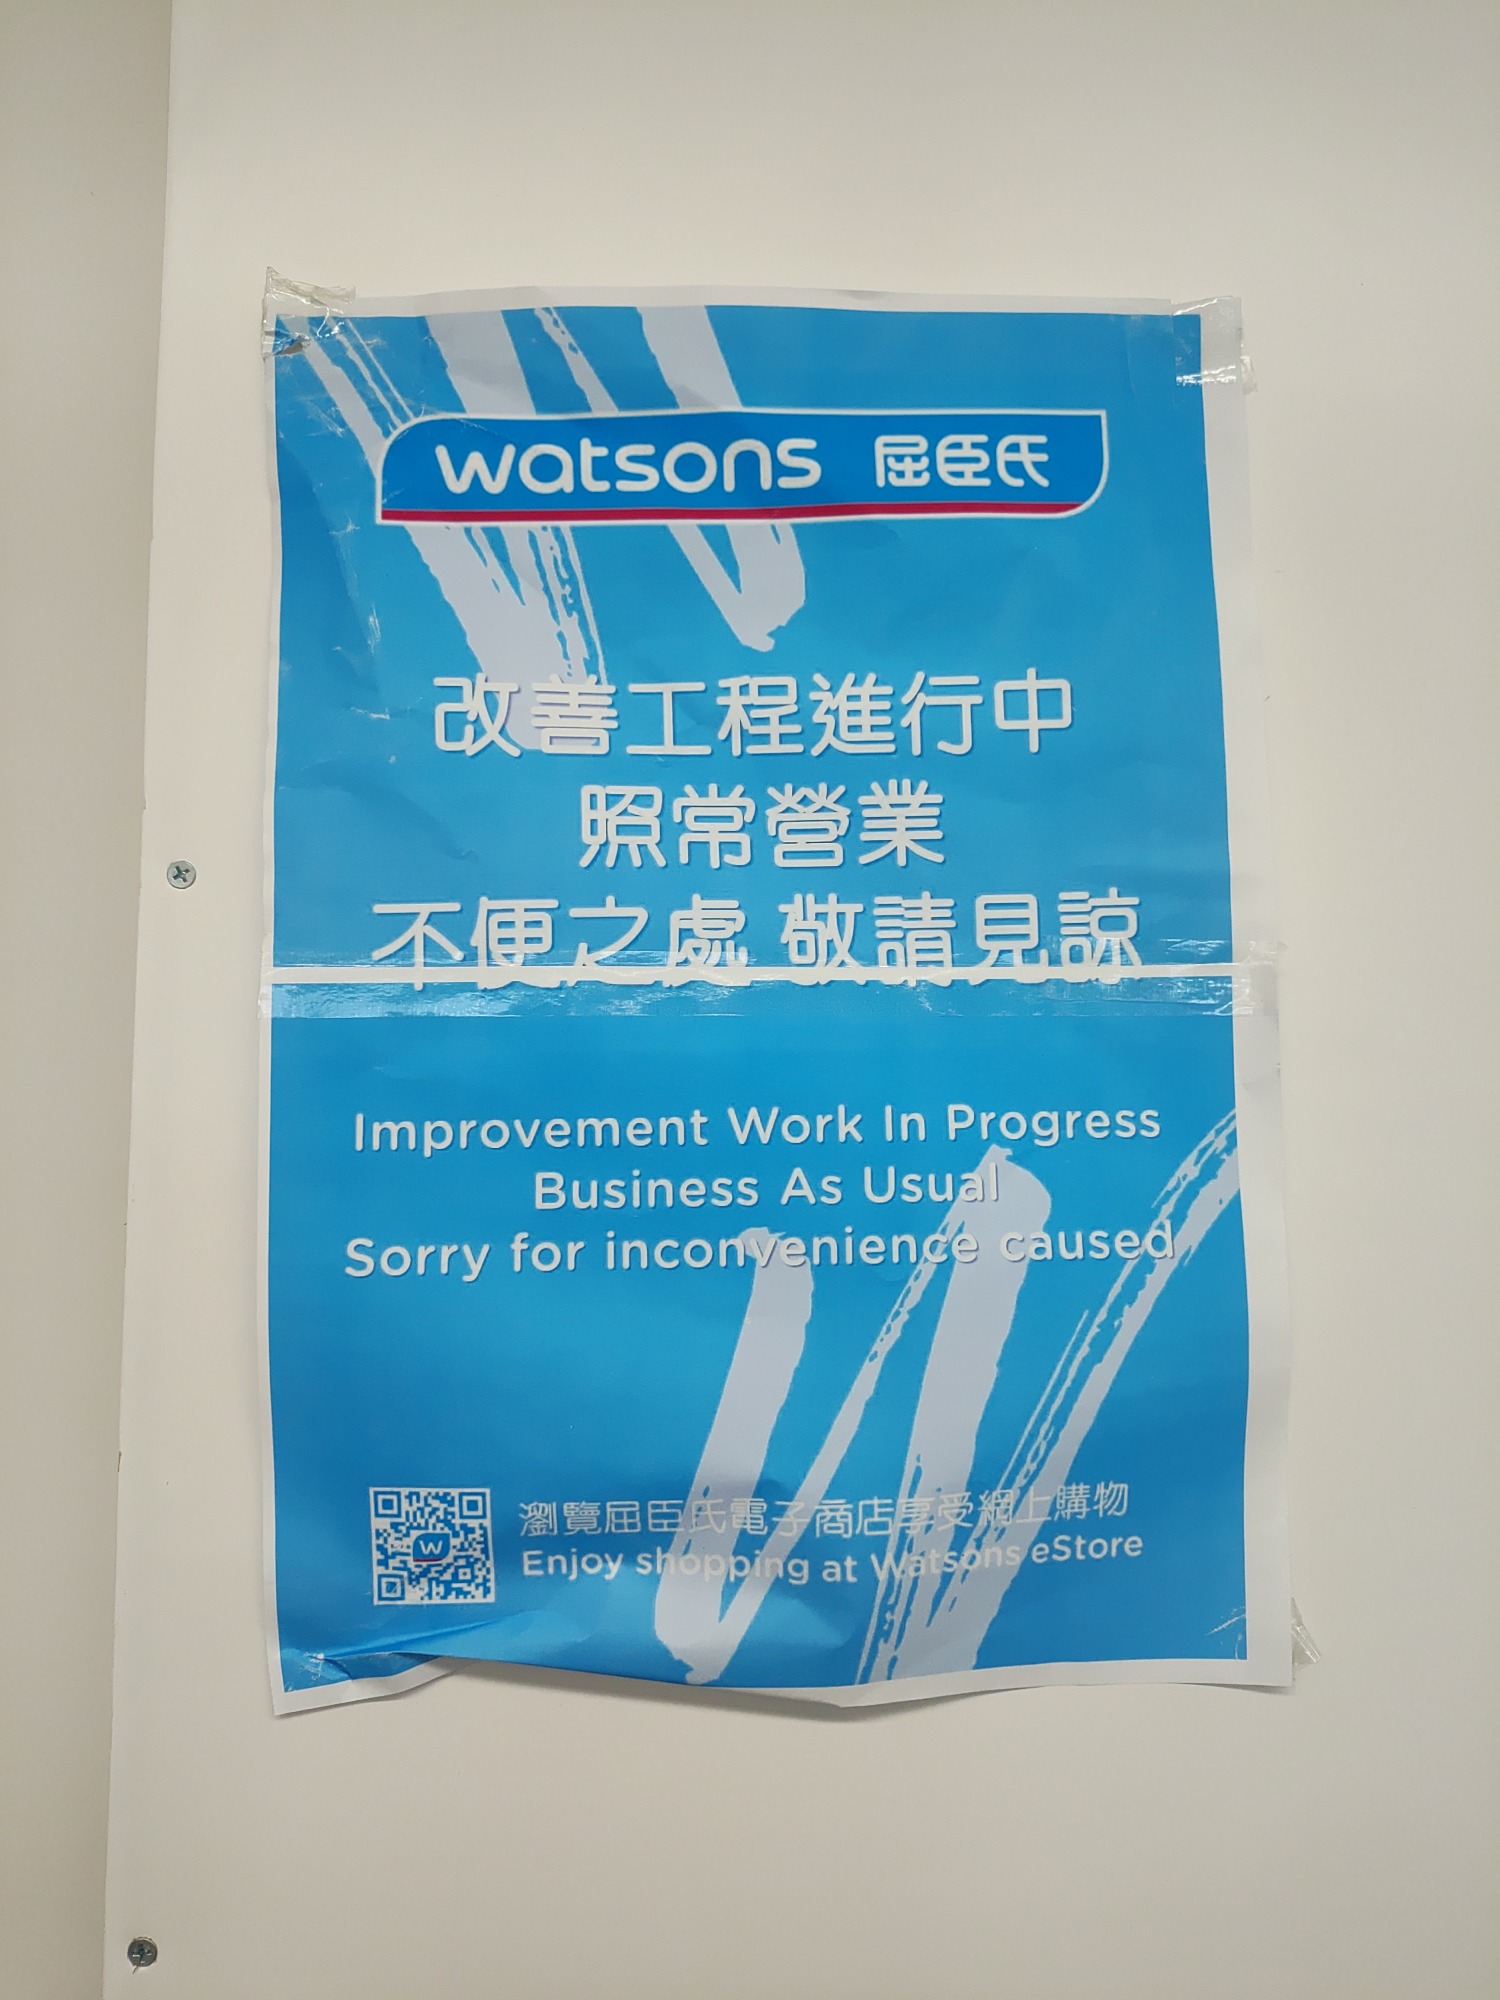 watsons 屈臣氏
改善工程進行中
照常營業
不便之處 敬請見諒
Improvement Work In Progress
Business As Usual
Sorry for inconvenience caused
W
瀏覽屈臣氏電子商店享受網上購物
Enjoy shopping at Watsons eStore